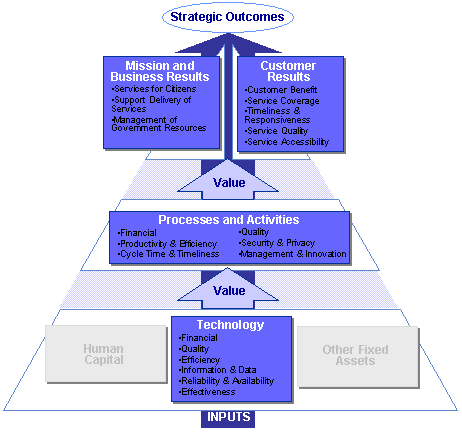 Strategic Outcomes
Mission and
Business Results
•Services for Citizens
•Support Delivery of
Services
•Management of
Government Resources
Customer
Results
•Customer Benefit
•Service Coverage
•Timeliness &
Responsiveness
•Service Quality
•Service Accessibility
Value
Processes and Activities
•Financial
•Productivity & Efficiency
•Cycle Time & Timeliness
•Quality
•Security & Privacy
•Management & Innovation
Value
Human
Capital
Technology
•Financial
•Quality
•Efficiency
•Information & Data
•Reliability & Availability
•Effectiveness
Other Fixed
Assets
INPUTS